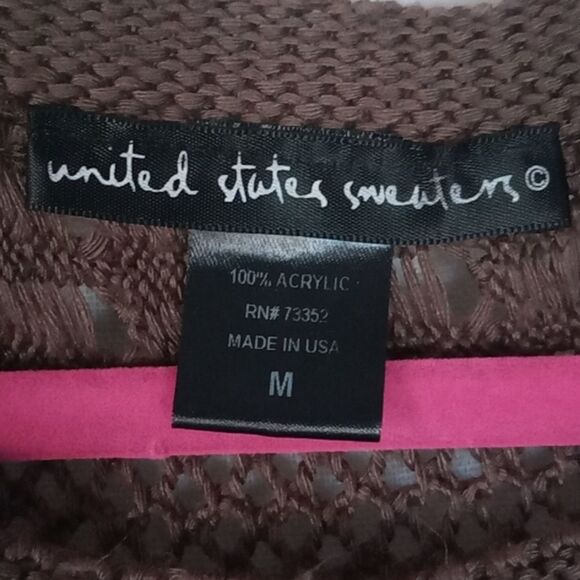 united states sweaters©
100% ACRYLIC
RN# 73352
MADE IN USA
M